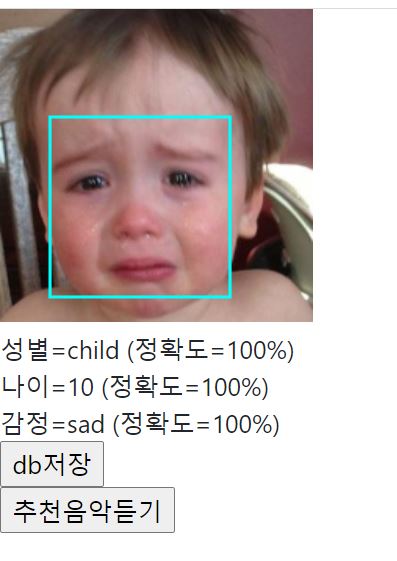 성별=child (정확도=100%)
나이=10 (정확도=100%)
감정=sad (정확도=100%)
db저장
추천음악듣기